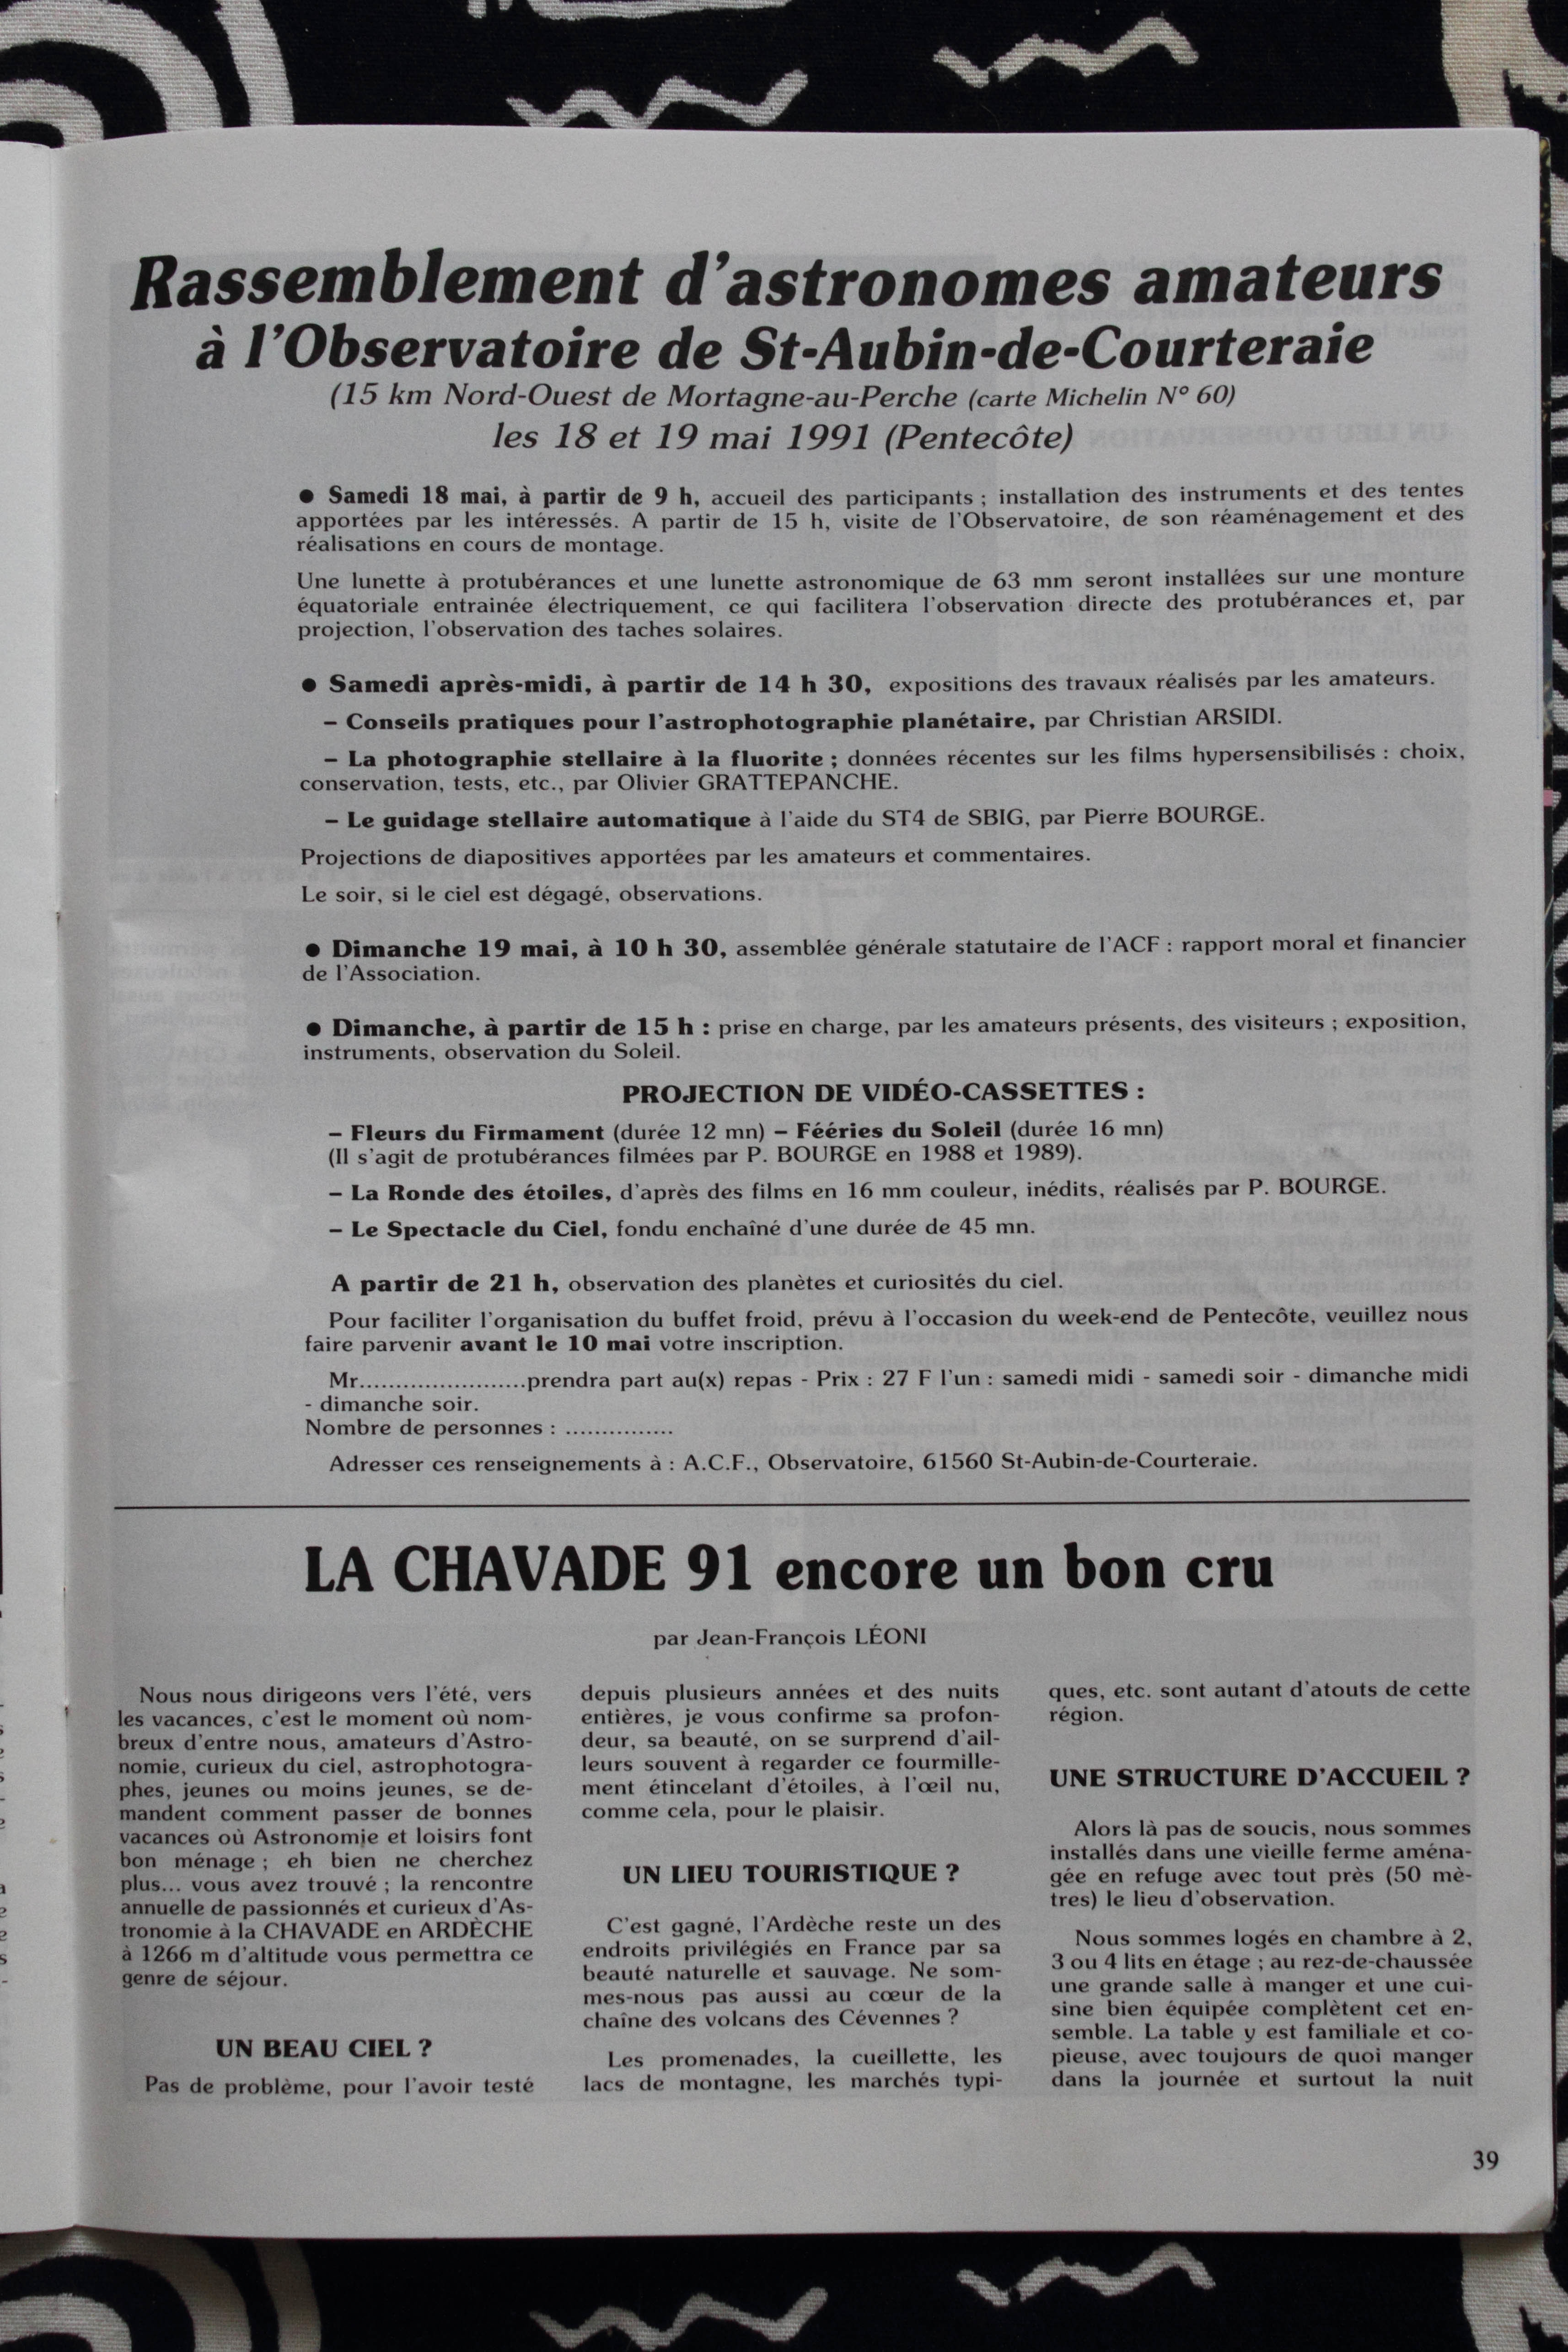 Rassemblement d'astronomes amateurs
à l'Observatoire de St-Aubin-de-Courteraie
(15 km Nord-Ouest de Mortagne-au-Perche (carte Michelin N° 60)
les 18 et 19 mai 1991 (Pentecôte)
● Samedi 18 mai, à partir de 9 h, accueil des participants ; installation des instruments et des tentes
apportées par les intéressés. A partir de 15 h, visite de l'Observatoire, de son réaménagement et des
réalisations en cours de montage.
Une lunette à protubérances et une lunette astronomique de 63 mm seront installées sur une monture
équatoriale entrainée électriquement, ce qui facilitera l'observation directe des protubérances et, par
projection, l'observation des taches solaires.
● Samedi après-midi, à partir de 14 h 30, expositions des travaux réalisés par les amateurs.
– Conseils pratiques pour l'astrophotographie planétaire, par Christian ARSIDI.
– La photographie stellaire à la fluorite ; données récentes sur les films hypersensibilisés : choix,
conservation, tests, etc., par Olivier GRATTEPANCHE.
– Le guidage stellaire automatique à l'aide du ST4 de SBIG, par Pierre BOURGE.
Projections de diapositives apportées par les amateurs et commentaires.
Le soir, si le ciel est dégagé, observations.
● Dimanche 19 mai, à 10 h 30, assemblée générale statutaire de l'ACF : rapport moral et financier
de l'Association.
● Dimanche, à partir de 15 h : prise en charge, par les amateurs présents, des visiteurs ; exposition,
instruments, observation du Soleil.
PROJECTION DE VIDÉO-CASSETTES :
– Fleurs du Firmament (durée 12 mn) – Fééries du Soleil (durée 16 mn)
(Il s'agit de protubérances filmées par P. BOURGE en 1988 et 1989).
– La Ronde des étoiles, d'après des films en 16 mm couleur, inédits, réalisés par P. BOURGE.
– Le Spectacle du Ciel, fondu enchaîné d'une durée de 45 mn.
A partir de 21 h, observation des planètes et curiosités du ciel.
Pour faciliter l'organisation du buffet froid, prévu à l'occasion du week-end de Pentecôte, veuillez nous
faire parvenir avant le 10 mai votre inscription.
Mr.......................prendra part au(x) repas - Prix : 27 F l'un : samedi midi - samedi soir - dimanche midi
- dimanche soir.
Nombre de personnes : ...............
Adresser ces renseignements à : A.C.F., Observatoire, 61560 St-Aubin-de-Courteraie.
LA CHAVADE 91 encore un bon cru
par Jean-François LÉONI
Nous nous dirigeons vers l'été, vers
les vacances, c'est le moment où nom-
breux d'entre nous, amateurs d'Astro-
nomie, curieux du ciel, astrophotogra-
phes, jeunes ou moins jeunes, se de-
mandent comment passer de bonnes
vacances où Astronomie et loisirs font
bon ménage ; eh bien ne cherchez
plus... vous avez trouvé ; la rencontre
annuelle de passionnés et curieux d'As-
tronomie à la CHAVADE en ARDÈCHE
à 1266 m d'altitude vous permettra ce
genre de séjour.
UN BEAU CIEL ?
Pas de problème, pour l'avoir testé
depuis plusieurs années et des nuits
entières, je vous confirme sa profon-
deur, sa beauté, on se surprend d'ail-
leurs souvent à regarder ce fourmille-
ment étincelant d'étoiles, à l'œil nu,
comme cela, pour le plaisir.
UN LIEU TOURISTIQUE ?
C'est gagné, l'Ardèche reste un des
endroits privilégiés en France par sa
beauté naturelle et sauvage. Ne som-
mes-nous pas aussi au cœur de la
chaîne des volcans des Cévennes ?
Les promenades, la cueillette, les
lacs de montagne, les marchés typi-
ques, etc. sont autant d'atouts de cette
région.
UNE STRUCTURE D'ACCUEIL ?
Alors là pas de soucis, nous sommes
installés dans une vieille ferme aména-
gée en refuge avec tout près (50 mè-
tres) le lieu d'observation.
Nous sommes logés en chambre à 2,
3 ou 4 lits en étage ; au rez-de-chaussée
une grande salle à manger et une cui-
sine bien équipée complètent cet en-
semble. La table y est familiale et co-
pieuse, avec toujours de quoi manger
dans la journée et surtout la nuit
39